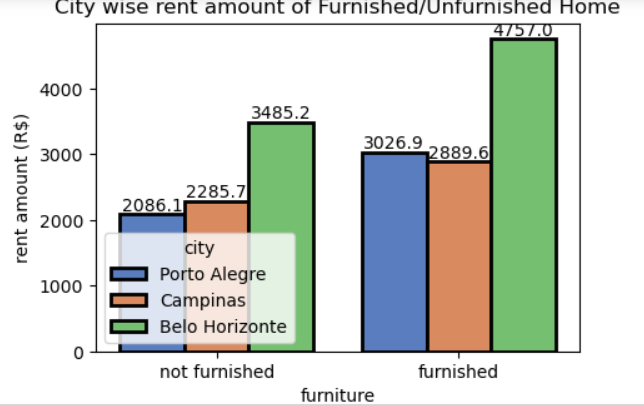 City wise rent amount of Furnished/Unfurnished Home
4757.0
4000
3485.2
3026.9
2889.6
3000
2285.7
2086.1
2000
1000
0
rent amount (R$)
city
Porto Alegre
Campinas
Belo Horizonte
not furnished
furnished
furniture